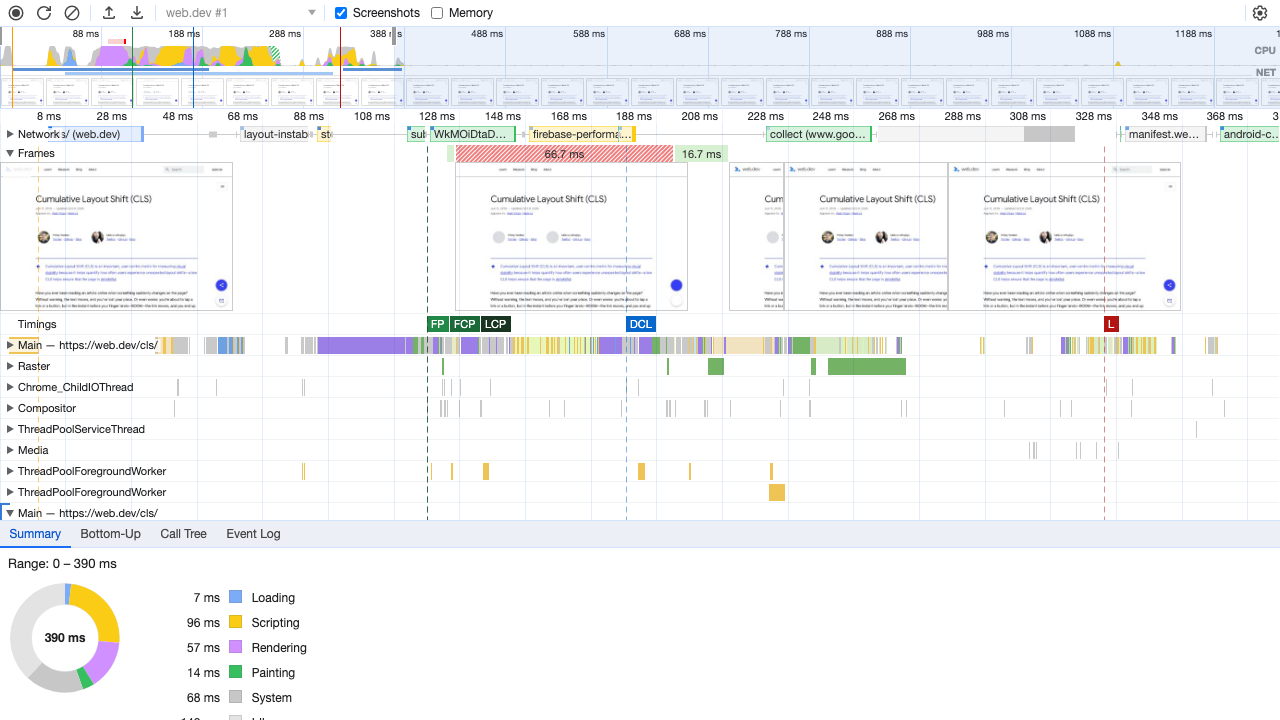 web.dev #1 Screenshots Memory
88 ms 188 ms 288 ms 388 ms 488 ms 588 ms 688 ms 788 ms 888 ms 988 ms 1088 ms 1188 ms
CPU
NET
8 ms 28 ms 48 ms 68 ms 88 ms 108 ms 128 ms 148 ms 168 ms 188 ms 208 ms 228 ms 248 ms 268 ms 288 ms 308 ms 328 ms 348 ms 368 ms
Network s/ (web.dev) layout-instab WkMOiDtaD… firebase-performa… collect (www.goo… manifest.we… android-c…
Frames 66.7 ms 16.7 ms
Cumulative Layout Shift (CLS) Cumulative Layout Shift (CLS) Cumulative Layout Shift (CLS) Cumulative Layout Shift (CLS)
Timings FP FCP LCP DCL L
Main — https://web.dev/cls/
Raster
Chrome_ChildIOThread
Compositor
ThreadPoolServiceThread
Media
ThreadPoolForegroundWorker
ThreadPoolForegroundWorker
Main — https://web.dev/cls/
Summary Bottom-Up Call Tree Event Log
Range: 0 – 390 ms
390 ms
7 ms Loading
96 ms Scripting
57 ms Rendering
14 ms Painting
68 ms System